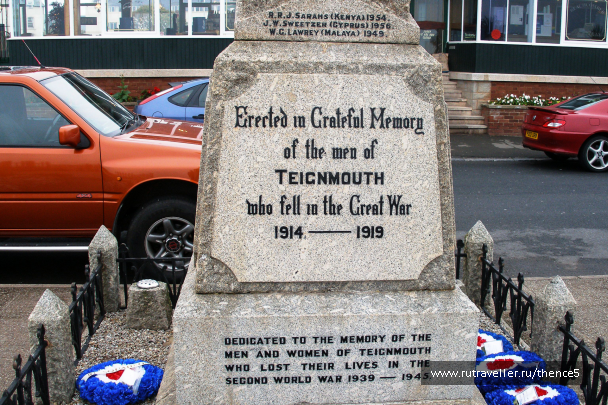 R.R.J. SARAHS (KENYA) 1954.
J.W. SWEETZEN (CYPRUS) 1956
W.G. LAWREY (MALAYA) 1949.
Erected in Grateful Memory
of the men of
TEIGNMOUTH
who fell in the Great War
1914. — 1919
DEDICATED TO THE MEMORY OF THE
MEN AND WOMEN OF TEIGNMOUTH
WHO LOST THEIR LIVES IN THE
SECOND WORLD WAR 1939 — 1945
www.rutraveller.ru/thence5